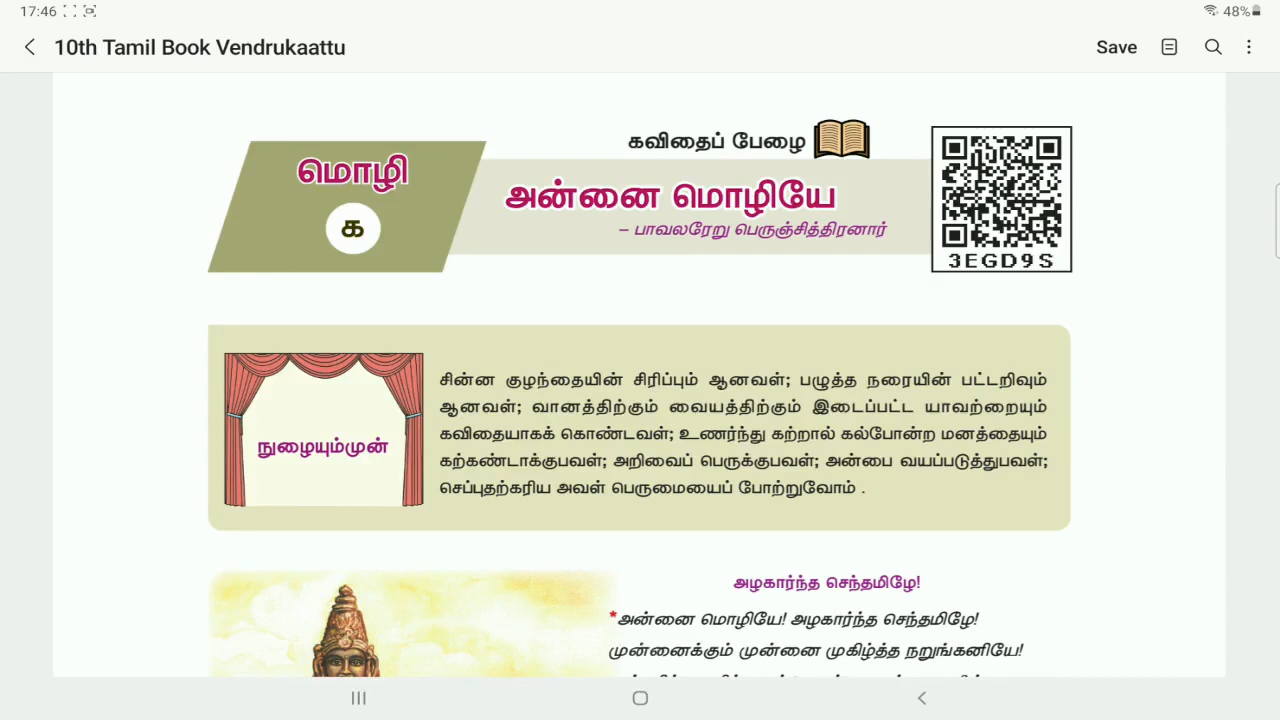 17:46
48%
10th Tamil Book Vendrukaattu
Save
கவிதைப் பேழை
மொழி
க
அன்னை மொழியே
– பாவலரேறு பெருஞ்சித்திரனார்
3EGD9S
நுழையும்முன்
சின்ன குழந்தையின் சிரிப்பும் ஆனவள்; பழுத்த நரையின் பட்டறிவும்
ஆனவள்; வானத்திற்கும் வையத்திற்கும் இடைப்பட்ட யாவற்றையும்
கவிதையாகக் கொண்டவள்; உணர்ந்து கற்றால் கல்போன்ற மனத்தையும்
கற்கண்டாக்குபவள்; அறிவைப் பெருக்குபவள்; அன்பை வயப்படுத்துபவள்;
செப்புதற்கரிய அவள் பெருமையைப் போற்றுவோம் .
அழகார்ந்த செந்தமிழே!
*அன்னை மொழியே! அழகார்ந்த செந்தமிழே!
முன்னைக்கும் முன்னை முகிழ்த்த நறுங்கனியே!